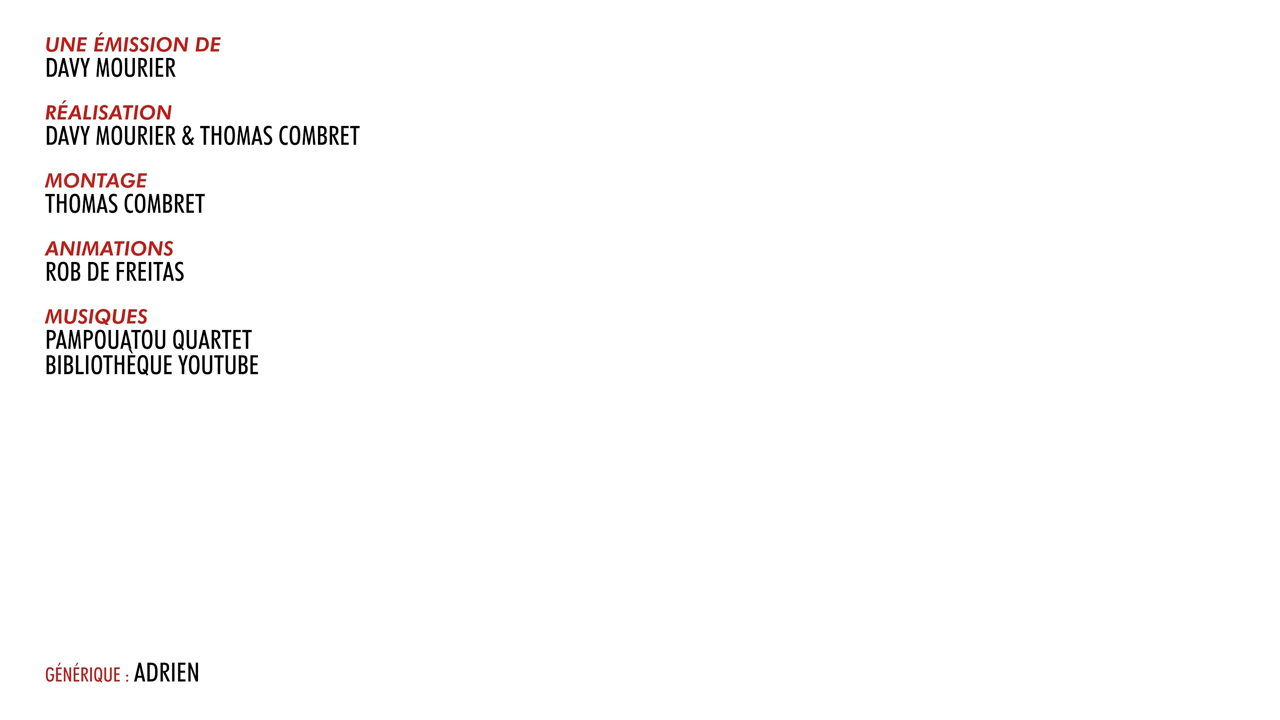 UNE ÉMISSION DE
DAVY MOURIER
RÉALISATION
DAVY MOURIER & THOMAS COMBRET
MONTAGE
THOMAS COMBRET
ANIMATIONS
ROB DE FREITAS
MUSIQUES
PAMPOUATOU QUARTET
BIBLIOTHÈQUE YOUTUBE
GÉNÉRIQUE : ADRIEN